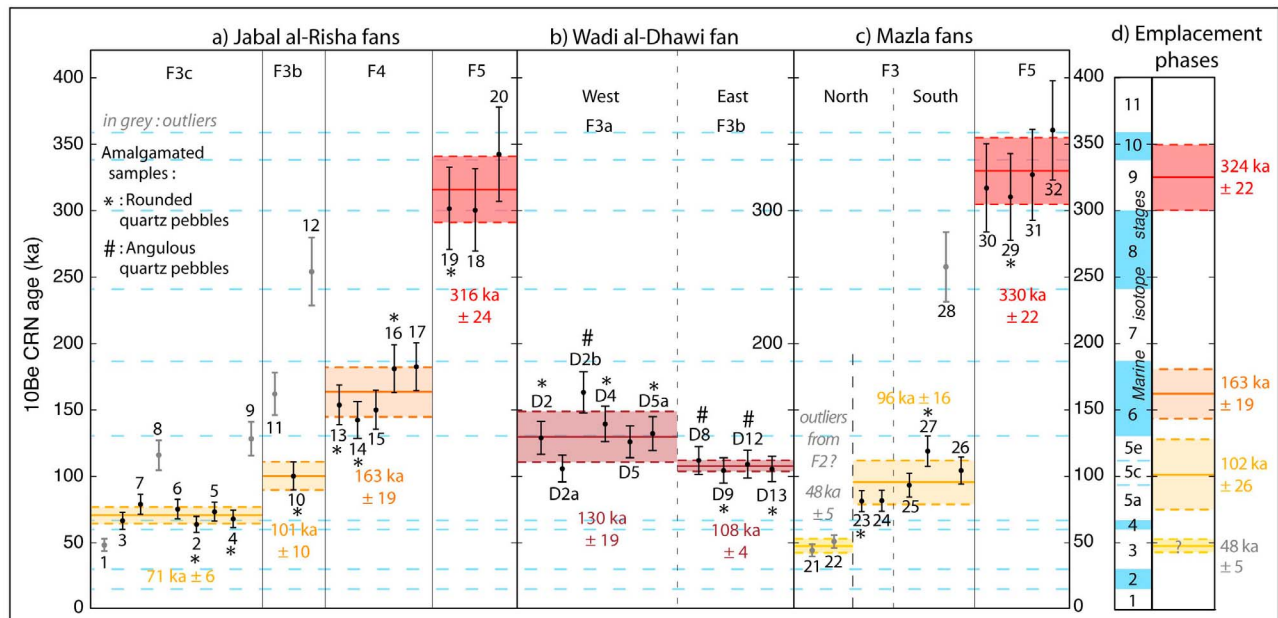 a) Jabal al-Risha fans
b) Wadi al-Dhawi fan
c) Mazla fans
d) Emplacement
phases
10Be CRN age (ka)
400
350
300
250
200
150
100
50
0
F3c
F3b
F4
F5
in grey : outliers
Amalgamated
samples :
* : Rounded
quartz pebbles
# : Angulous
quartz pebbles
1
3
7
8
6
2
*
5
4
*
9
71 ka ± 6
12
11
10
*
101 ka
± 10
13
*
14
*
15
*
16
17
163 ka
± 19
20
19
*
18
316 ka
± 24
West
F3a
East
F3b
300
200
100
0
*
D2
D2a
#
D2b
*
D4
D5
*
D5a
130 ka
± 19
#
D8
D9
*
#
D12
D13
*
108 ka
± 4
F3
North
South
F5
outliers
from
F2?
48 ka
± 5
21
22
23
*
24
25
*
27
26
28
96 ka ± 16
30
29
*
31
32
330 ka
± 22
400
350
300
250
200
150
100
50
0
11
10
9
8
7
6
5e
5c
5a
4
3
2
1
Marine isotope stages
324 ka
± 22
163 ka
± 19
102 ka
± 26
?
48 ka
± 5